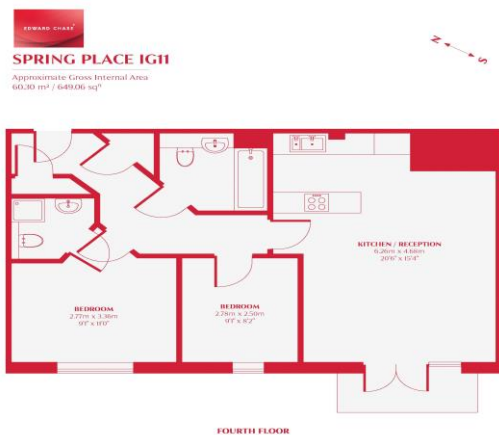 EDWARD CHASE
SPRING PLACE IG11
Approximate Gross Internal Area
60.30 m² / 649.06 sq ft
N
S
KITCHEN / RECEPTION
6.26m x 4.68m
20'6" x 15'4"
BEDROOM
2.77m x 3.36m
9'1" x 11'0"
BEDROOM
2.78m x 2.50m
9'1" x 8'2"
FOURTH FLOOR